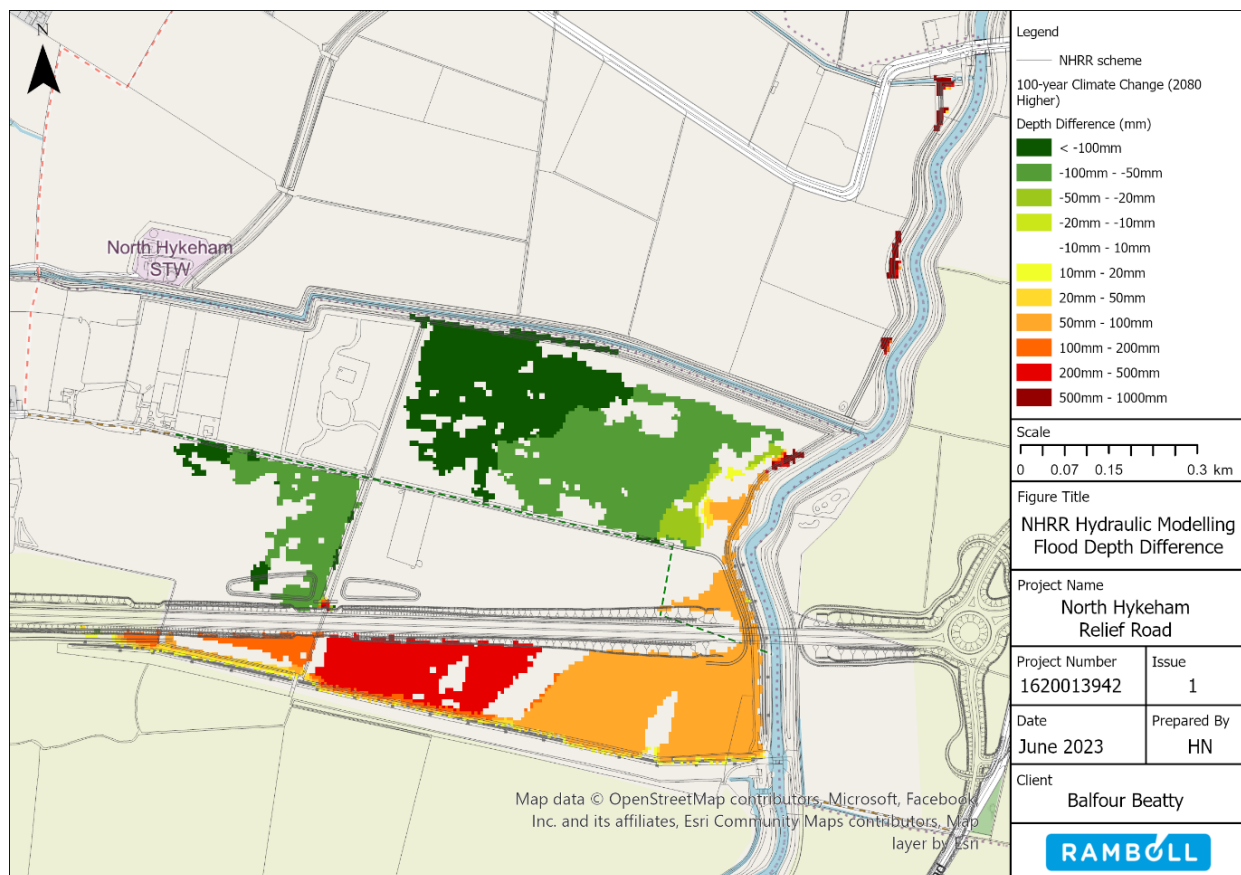 N
North Hykeham
STW
Map data © OpenStreetMap contributors, Microsoft, Facebook,
Inc. and its affiliates, Esri Community Maps contributors, Map
layer by Esri
Legend
NHRR scheme
100-year Climate Change (2080
Higher)
Depth Difference (mm)
< -100mm
-100mm - -50mm
-50mm - -20mm
-20mm - -10mm
-10mm - 10mm
10mm - 20mm
20mm - 50mm
50mm - 100mm
100mm - 200mm
200mm - 500mm
500mm - 1000mm
Scale
0 0.07 0.15 0.3 km
Figure Title
NHRR Hydraulic Modelling
Flood Depth Difference
Project Name
North Hykeham
Relief Road
Project Number
1620013942
Issue
1
Date
June 2023
Prepared By
HN
Client
Balfour Beatty
RAMBOLL